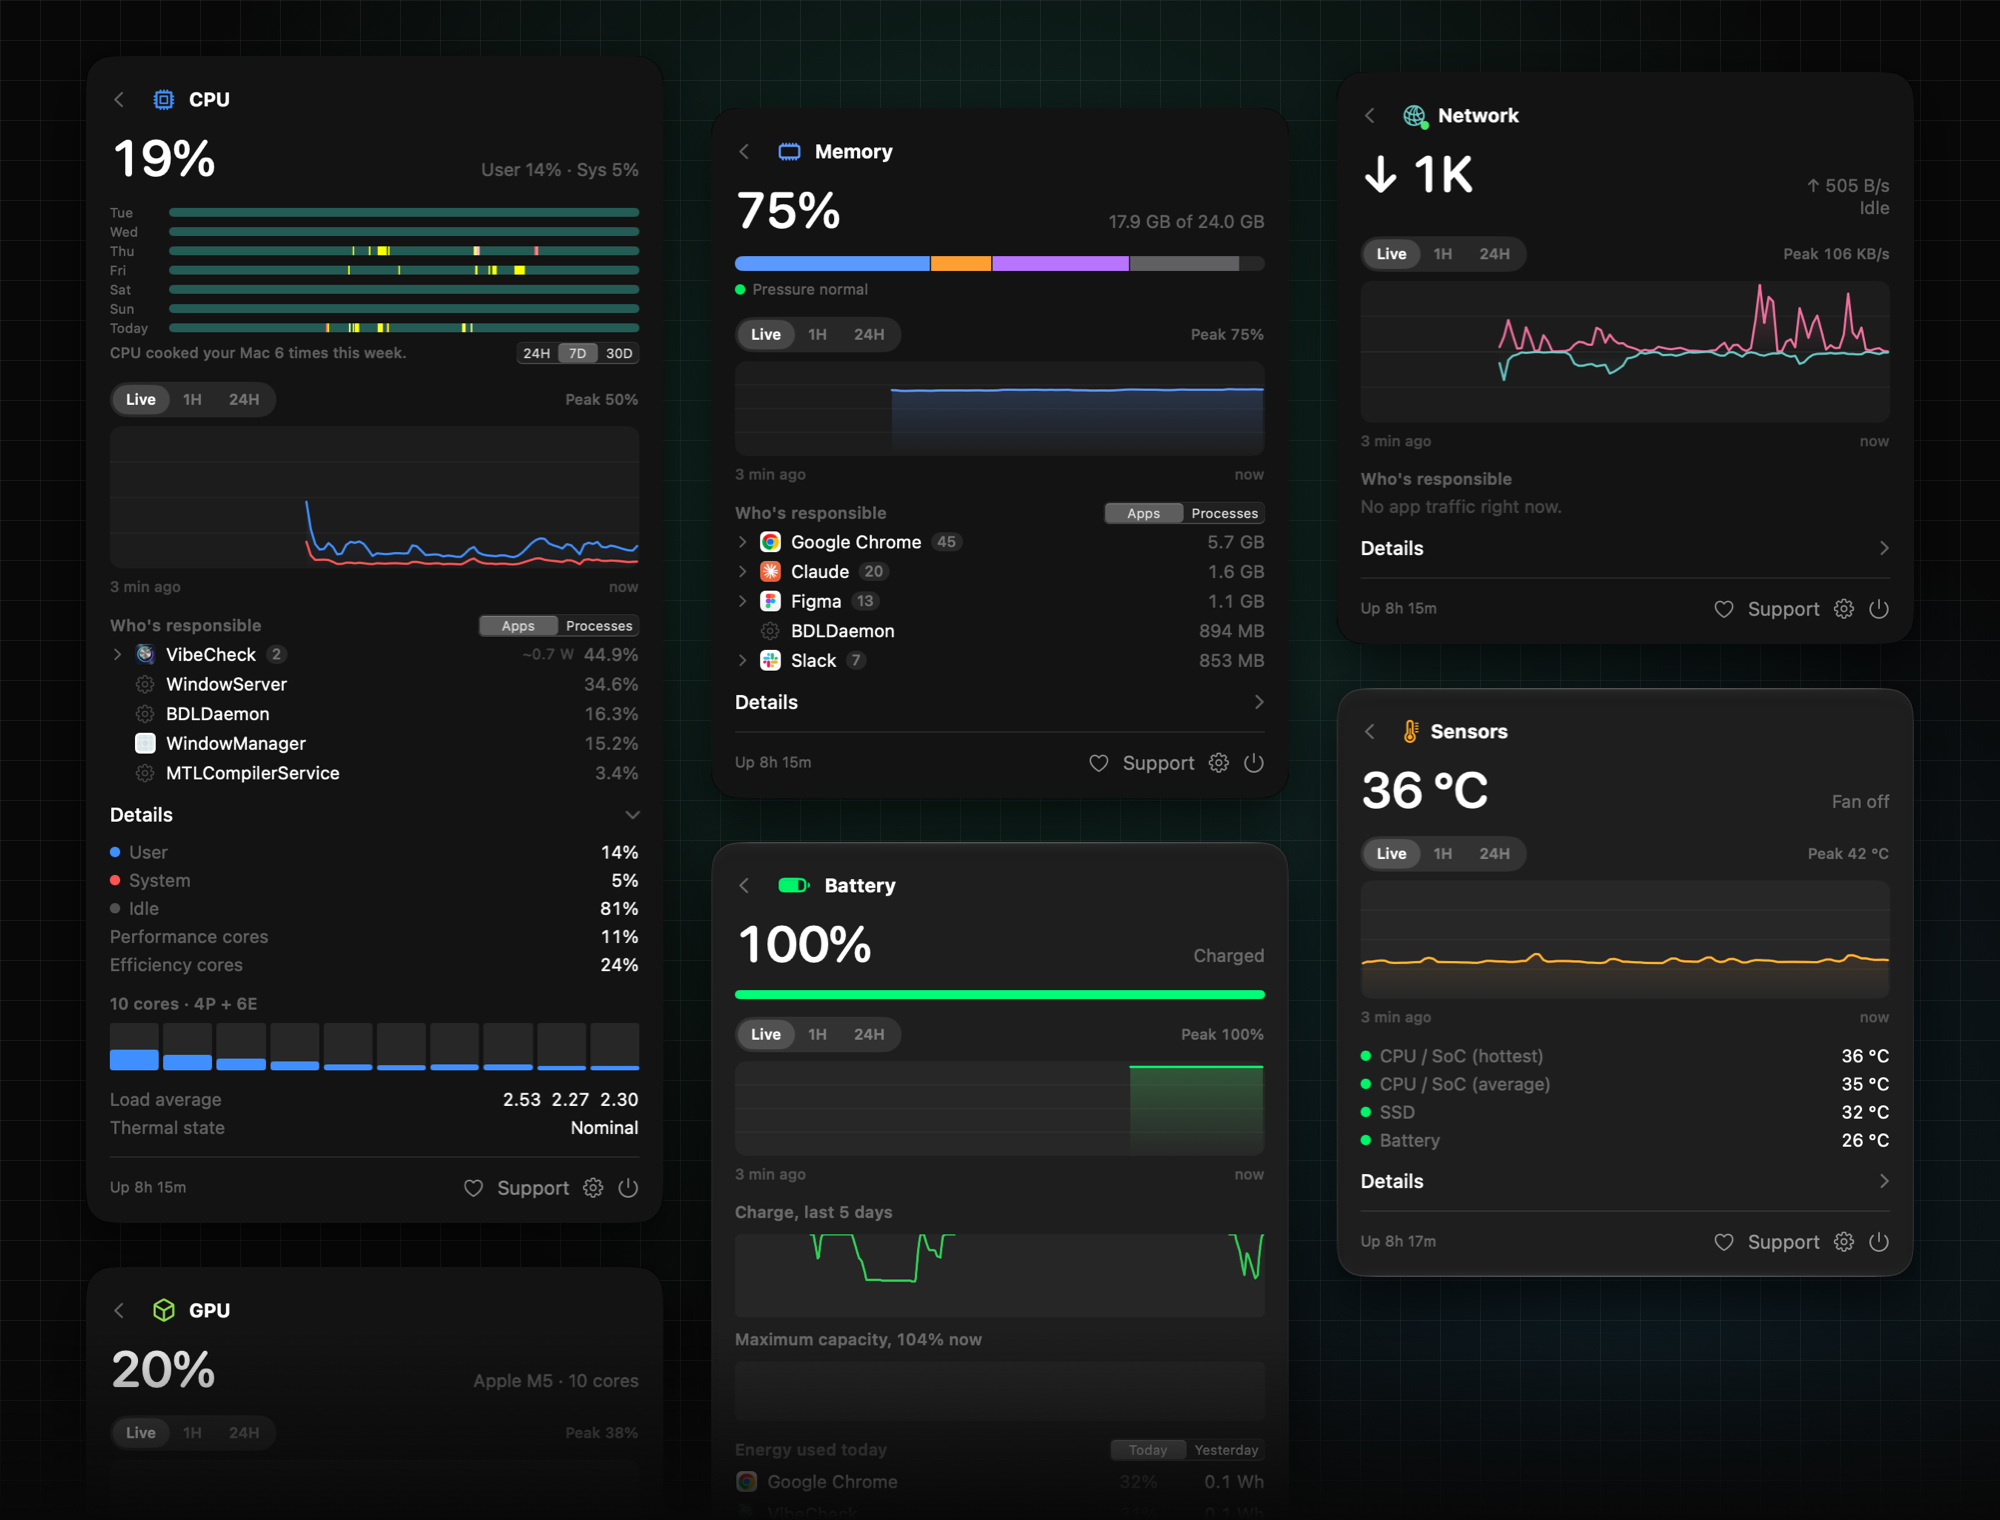 CPU
19%
User 14% · Sys 5%
Tue
Wed
Thu
Fri
Sat
Sun
Today
CPU cooked your Mac 6 times this week.
24H 7D 30D
Live 1H 24H
Peak 50%
3 min ago
now
Who's responsible
Apps Processes
VibeCheck 2 ~0.7 W 44.9%
WindowServer 34.6%
BDLDaemon 16.3%
WindowManager 15.2%
MTLCompilerService 3.4%
Details
User 14%
System 5%
Idle 81%
Performance cores 11%
Efficiency cores 24%
10 cores · 4P + 6E
Load average 2.53 2.27 2.30
Thermal state Nominal
Up 8h 15m
Support
GPU
20%
Apple M5 · 10 cores
Live 1H 24H
Peak 38%
Memory
75%
17.9 GB of 24.0 GB
Pressure normal
Live 1H 24H
Peak 75%
3 min ago
now
Who's responsible
Apps Processes
Google Chrome 45 5.7 GB
Claude 20 1.6 GB
Figma 13 1.1 GB
BDLDaemon 894 MB
Slack 7 853 MB
Details
Up 8h 15m
Support
Battery
100%
Charged
Live 1H 24H
Peak 100%
3 min ago
now
Charge, last 5 days
Maximum capacity, 104% now
Energy used today
Today Yesterday
Google Chrome 32% 0.1 Wh
VibeCheck 0.1 Wh
Network
↓ 1K
↑ 505 B/s
Idle
Live 1H 24H
Peak 106 KB/s
3 min ago
now
Who's responsible
No app traffic right now.
Details
Up 8h 15m
Support
Sensors
36 °C
Fan off
Live 1H 24H
Peak 42 °C
3 min ago
now
CPU / SoC (hottest) 36 °C
CPU / SoC (average) 35 °C
SSD 32 °C
Battery 26 °C
Details
Up 8h 17m
Support